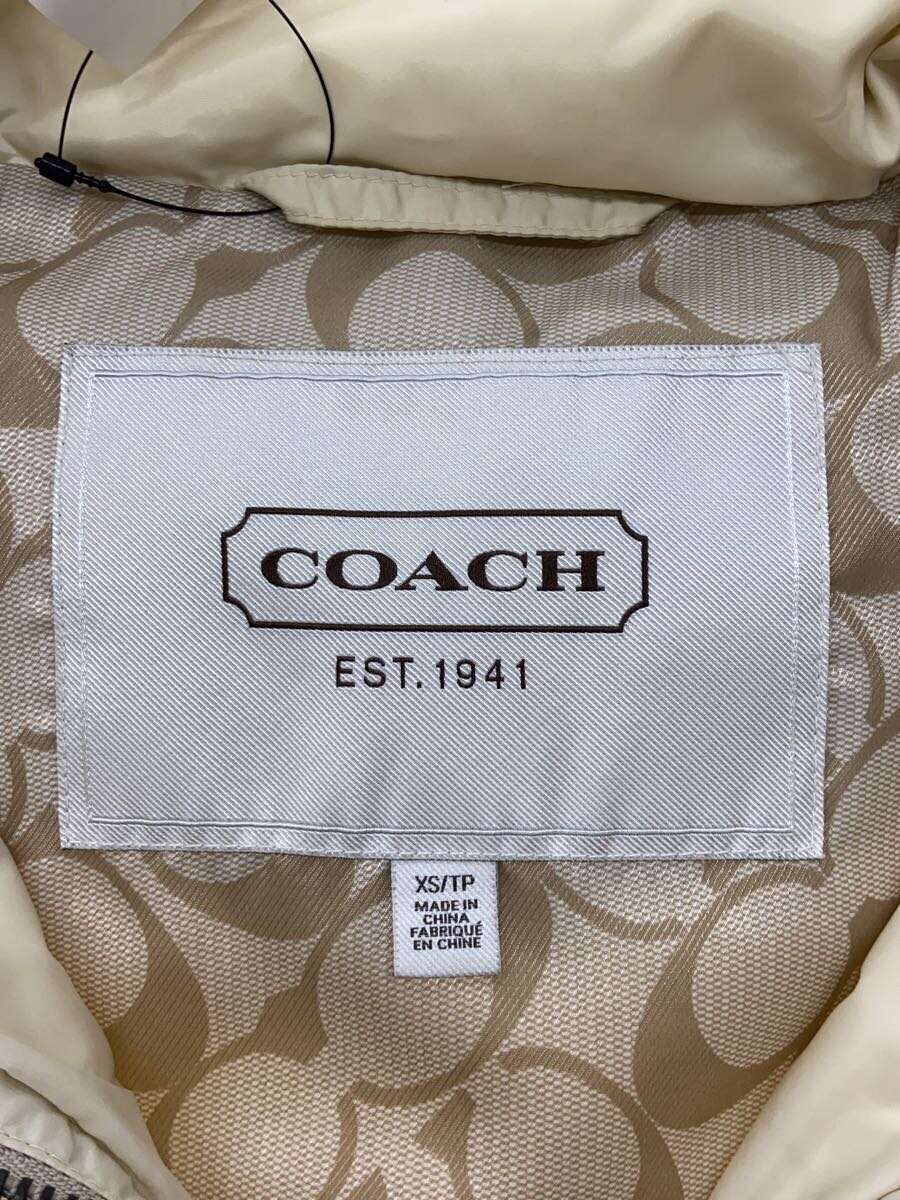 COACH
EST. 1941
XS/TP
MADE IN
CHINA
FABRIQUÉ
EN CHINE